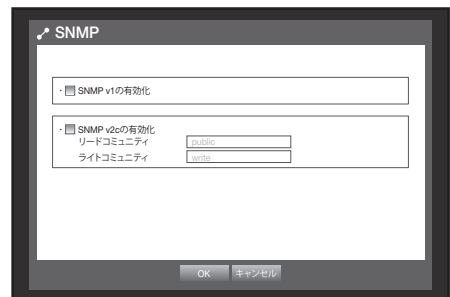 SNMP
・SNMP v1の有効化
・SNMP v2cの有効化
リードコミュニティ public
ライトコミュニティ write
OK キャンセル